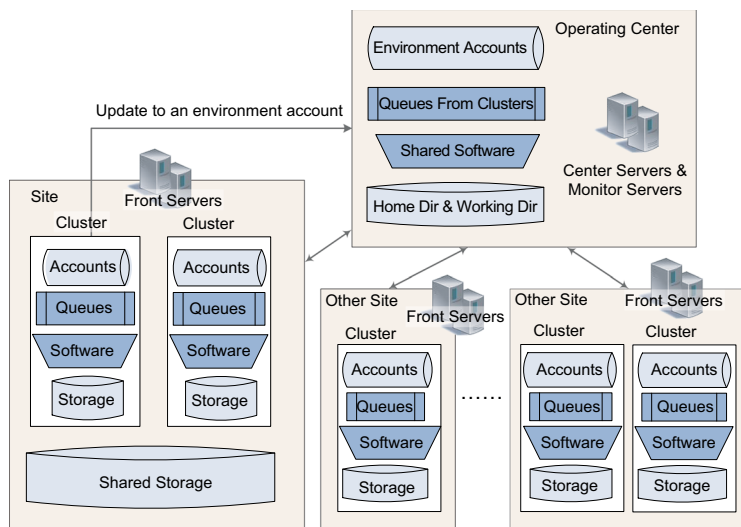 Operating Center
Environment Accounts
Queues From Clusters
Shared Software
Home Dir & Working Dir
Center Servers &
Monitor Servers
Update to an environment account
Site
Front Servers
Cluster
Accounts
Queues
Software
Storage
Cluster
Accounts
Queues
Software
Storage
Shared Storage
Other Site
Front Servers
Cluster
Accounts
Queues
Software
Storage
......
Other Site
Front Servers
Cluster
Accounts
Queues
Software
Storage
Cluster
Accounts
Queues
Software
Storage